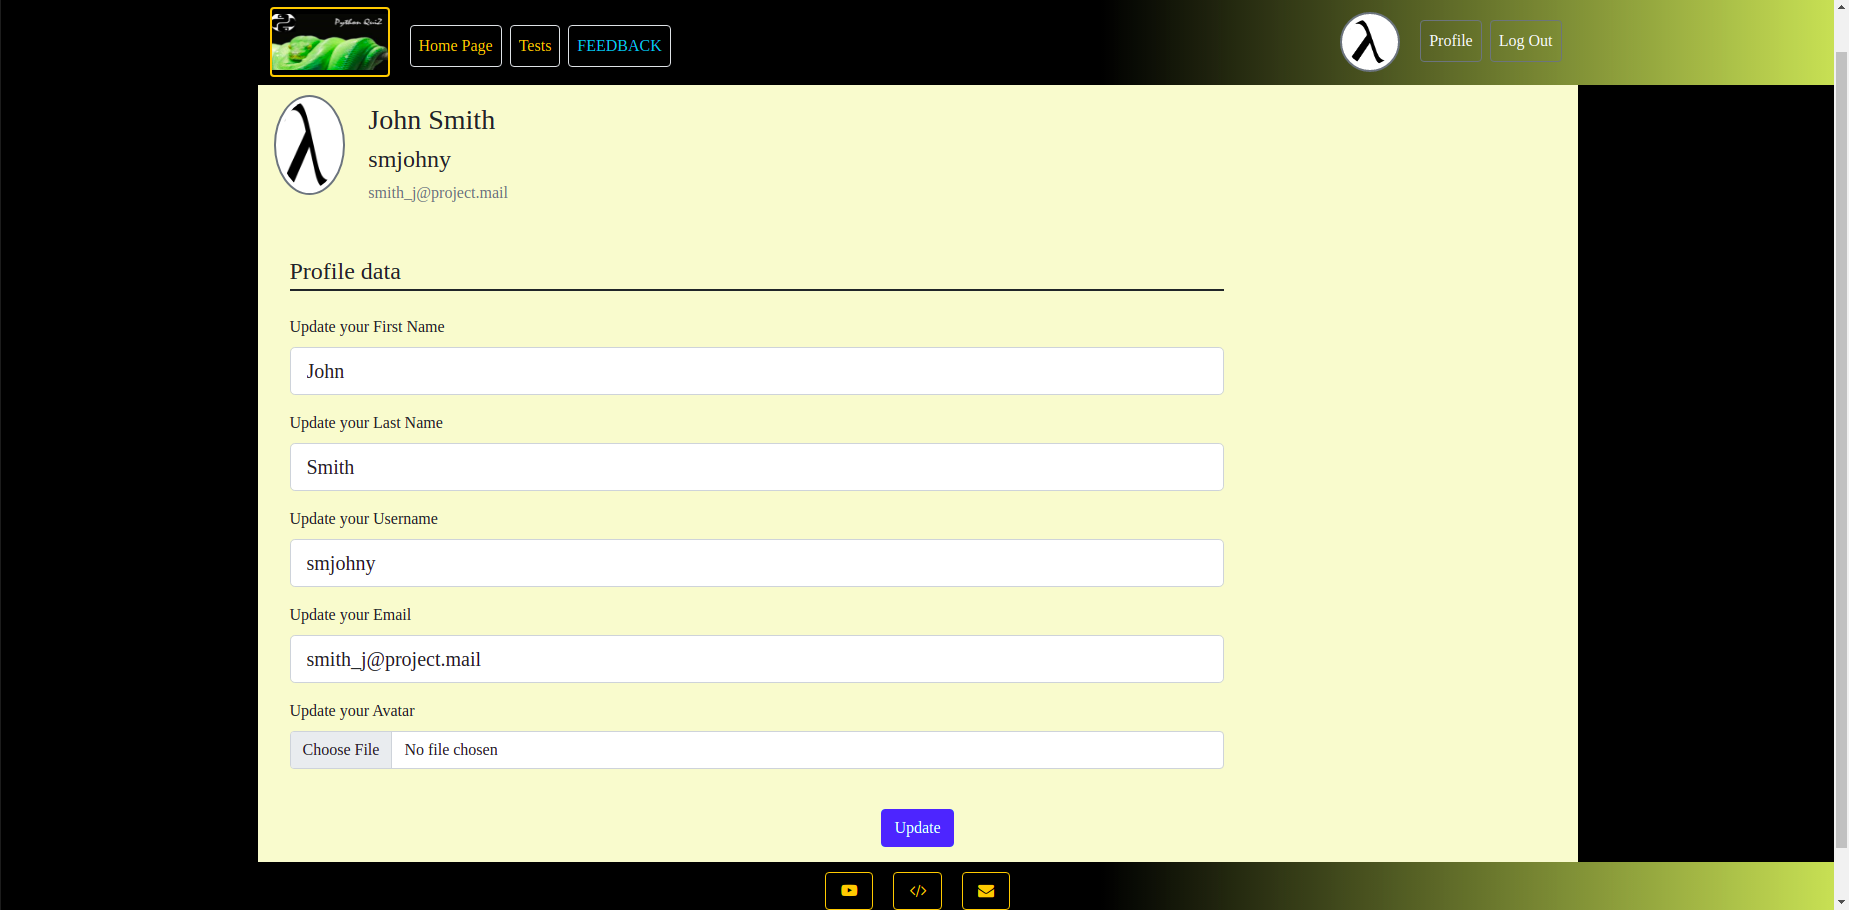 Python QuiZ
Home Page Tests FEEDBACK
λ Profile Log Out
λ
John Smith
smjohny
smith_j@project.mail
Profile data
Update your First Name
John
Update your Last Name
Smith
Update your Username
smjohny
Update your Email
smith_j@project.mail
Update your Avatar
Choose File No file chosen
Update